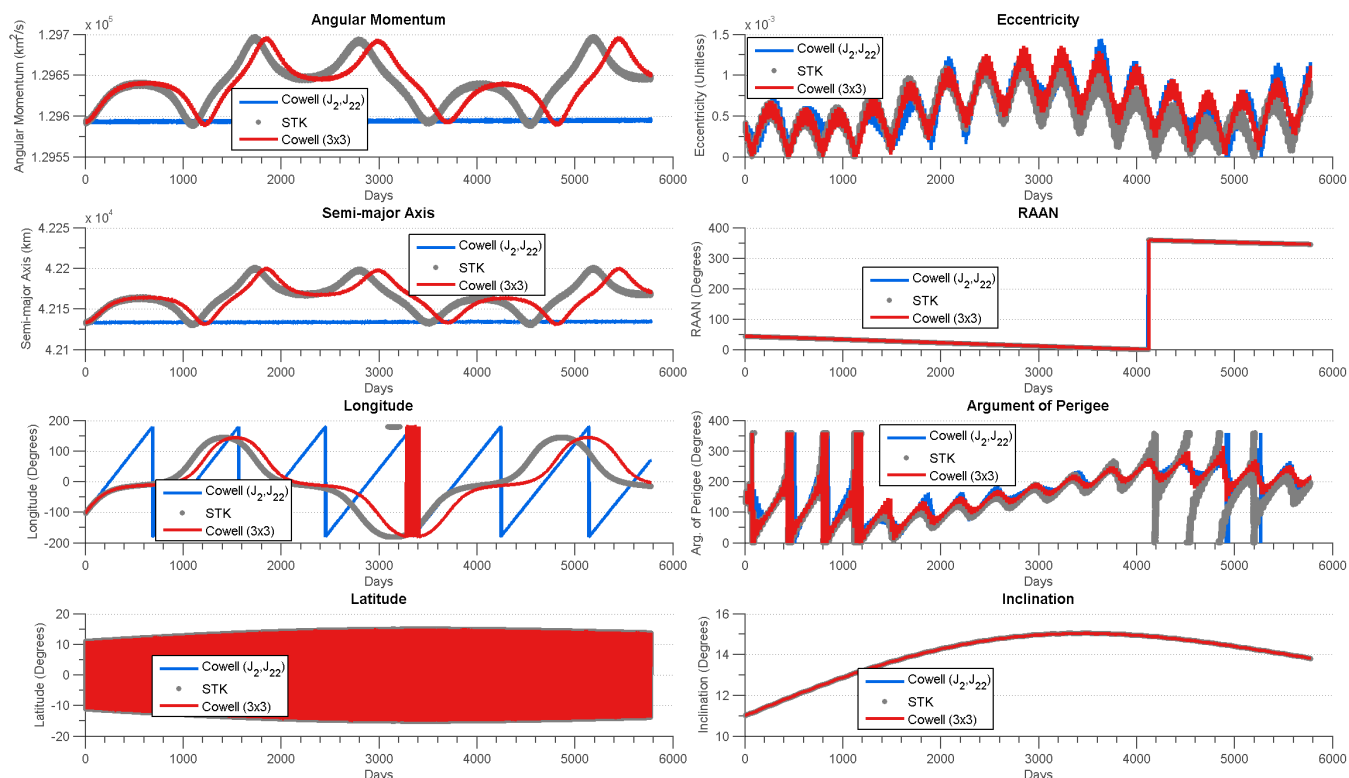 Angular Momentum
x 10⁵
Angular Momentum (km²/s)
1.297
1.2965
1.296
1.2955
Cowell (J₂,J₂₂)
STK
Cowell (3x3)
0 1000 2000 3000 4000 5000 6000
Days
Eccentricity
x 10⁻³
Eccentricity (Unitless)
1.5
1
0.5
0
Cowell (J₂,J₂₂)
STK
Cowell (3x3)
0 1000 2000 3000 4000 5000 6000
Days
Semi-major Axis
x 10⁴
Semi-major Axis (km)
4.225
4.22
4.215
4.21
Cowell (J₂,J₂₂)
STK
Cowell (3x3)
0 1000 2000 3000 4000 5000 6000
Days
RAAN
RAAN (Degrees)
400
300
200
100
0
Cowell (J₂,J₂₂)
STK
Cowell (3x3)
0 1000 2000 3000 4000 5000 6000
Days
Longitude
Longitude (Degrees)
200
100
0
-100
-200
Cowell (J₂,J₂₂)
STK
Cowell (3x3)
0 1000 2000 3000 4000 5000 6000
Days
Argument of Perigee
Arg. of Perigee (Degrees)
400
300
200
100
0
Cowell (J₂,J₂₂)
STK
Cowell (3x3)
0 1000 2000 3000 4000 5000 6000
Days
Latitude
Latitude (Degrees)
20
10
0
-10
-20
Cowell (J₂,J₂₂)
STK
Cowell (3x3)
0 1000 2000 3000 4000 5000 6000
Days
Inclination
Inclination (Degrees)
16
14
12
10
Cowell (J₂,J₂₂)
STK
Cowell (3x3)
0 1000 2000 3000 4000 5000 6000
Days